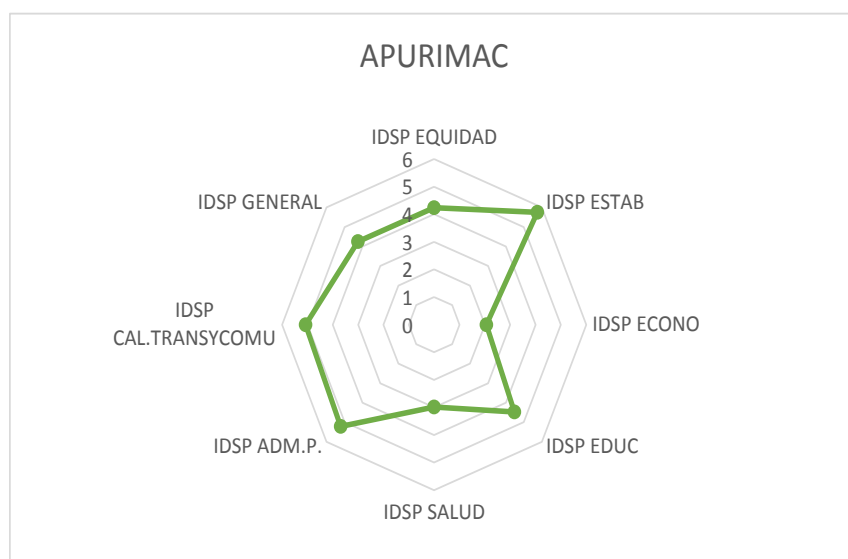 APURIMAC
IDSP EQUIDAD
6
5
4
3
2
1
0
IDSP ESTAB
IDSP ECONO
IDSP EDUC
IDSP SALUD
IDSP ADM.P.
IDSP
CAL.TRANSYCOMU
IDSP GENERAL